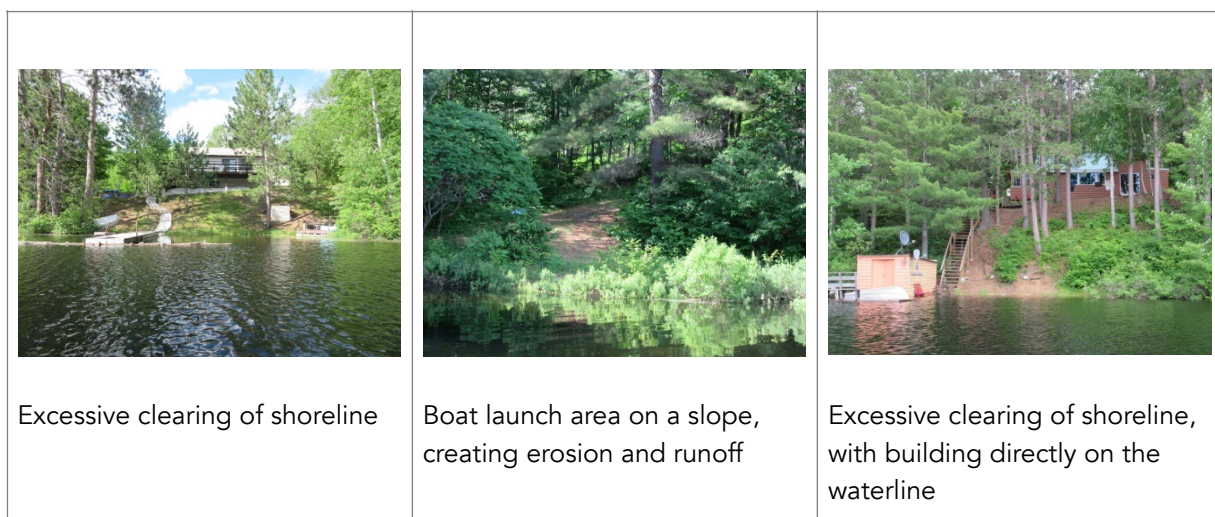 Excessive clearing of shoreline
Boat launch area on a slope,
creating erosion and runoff
Excessive clearing of shoreline,
with building directly on the
waterline